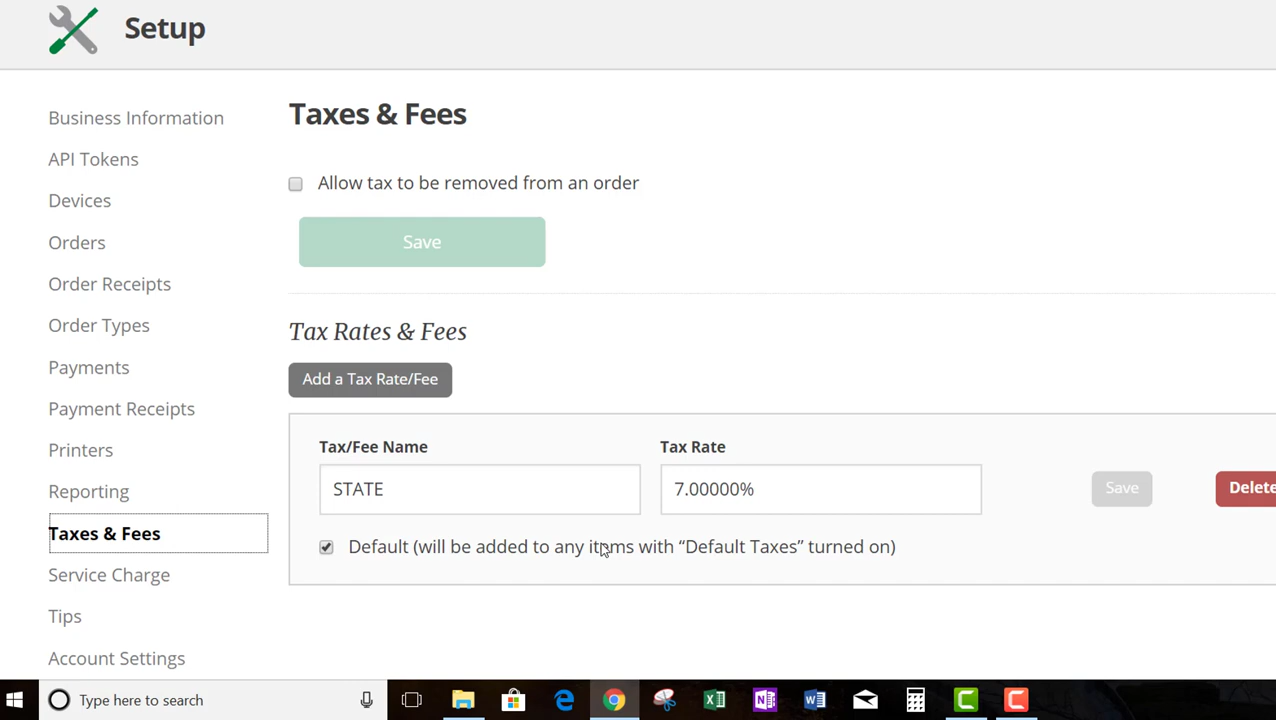 Setup
Business Information
API Tokens
Devices
Orders
Order Receipts
Order Types
Payments
Payment Receipts
Printers
Reporting
Taxes & Fees
Service Charge
Tips
Account Settings
Taxes & Fees
Allow tax to be removed from an order
Save
Tax Rates & Fees
Add a Tax Rate/Fee
Tax/Fee Name Tax Rate
STATE 7.00000% Save Delete
Default (will be added to any items with “Default Taxes” turned on)
Type here to search